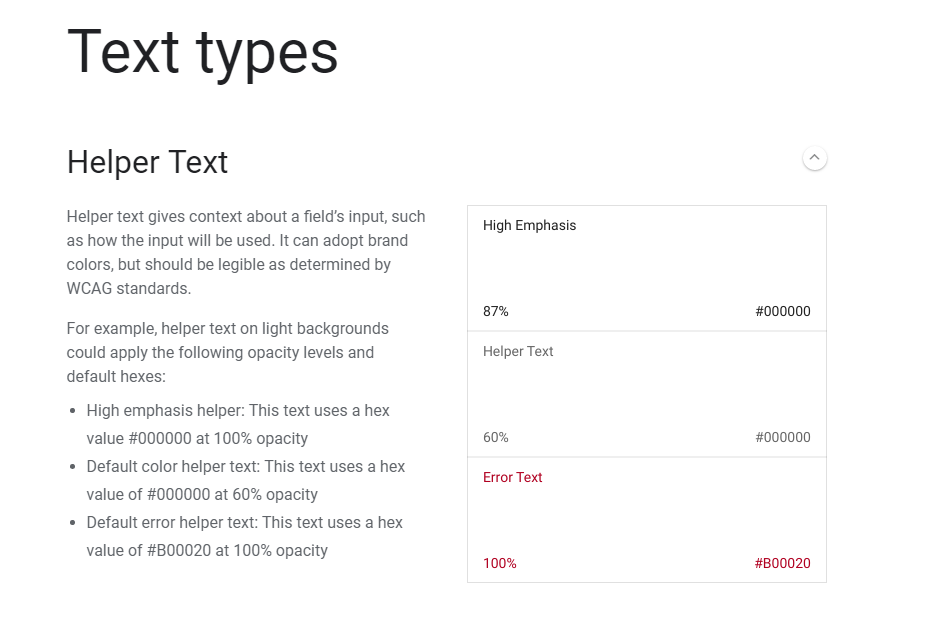 Text types
Helper Text
Helper text gives context about a field’s input, such
as how the input will be used. It can adopt brand
colors, but should be legible as determined by
WCAG standards.
For example, helper text on light backgrounds
could apply the following opacity levels and
default hexes:
• High emphasis helper: This text uses a hex
value #000000 at 100% opacity
• Default color helper text: This text uses a hex
value of #000000 at 60% opacity
• Default error helper text: This text uses a hex
value of #B00020 at 100% opacity
High Emphasis
87% #000000
Helper Text
60% #000000
Error Text
100% #B00020